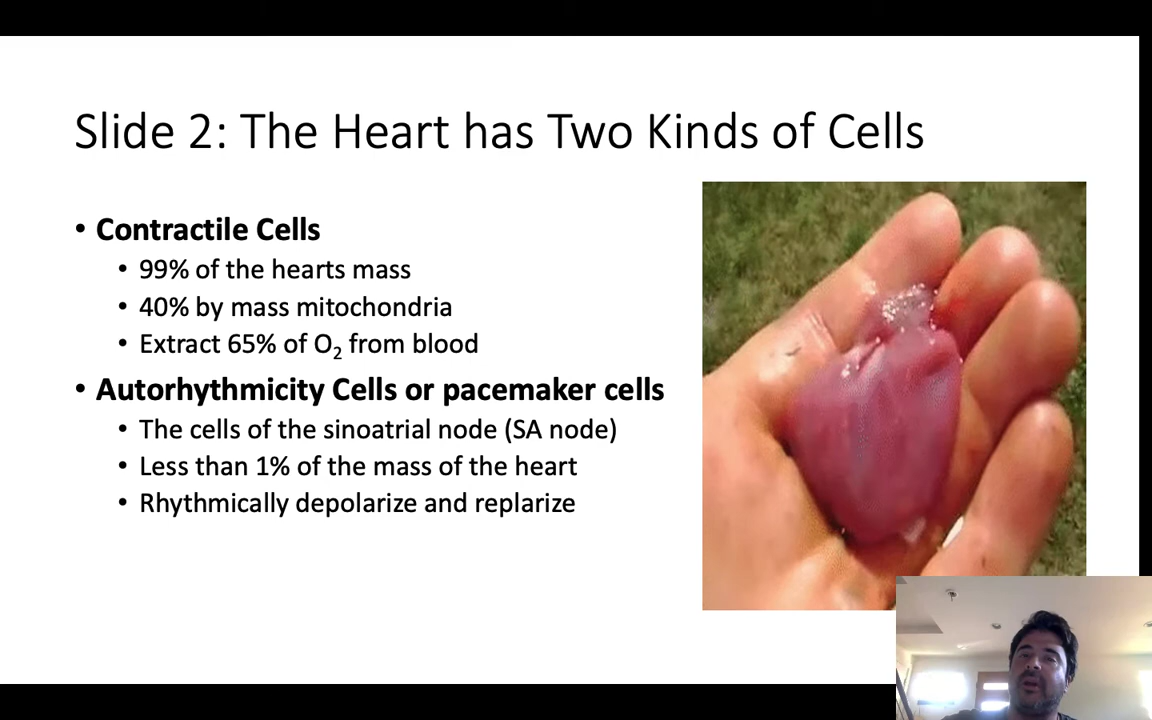 Slide 2: The Heart has Two Kinds of Cells
• Contractile Cells
• 99% of the hearts mass
• 40% by mass mitochondria
• Extract 65% of O₂ from blood
• Autorhythmicity Cells or pacemaker cells
• The cells of the sinoatrial node (SA node)
• Less than 1% of the mass of the heart
• Rhythmically depolarize and replarize